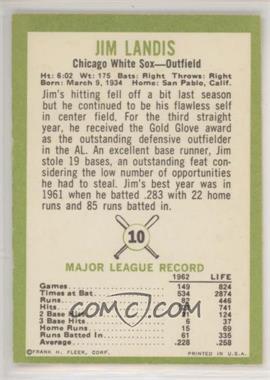 JIM LANDIS
Chicago White Sox—Outfield
Ht: 6:02 Wt: 175 Bats: Right Throws: Right
Born: March 9, 1934 Home: San Pablo, Calif.
Jim's hitting fell off a bit last season
but he continued to be his flawless self
in center field. For the third straight
year, he received the Gold Glove award
as the outstanding defensive outfielder
in the AL. An excellent base runner, Jim
stole 19 bases, an outstanding feat con-
sidering the low number of opportunities
he had to steal. Jim's best year was in
1961 when he batted .283 with 22 home
runs and 85 runs batted in.
10
MAJOR LEAGUE RECORD
1962 LIFE
Games 149 824
Times at Bat 534 2874
Runs 82 446
Hits 741
2 Base Hits 124
3 Base Hits 6 37
Home Runs 15 69
Runs Batted In 61 335
Average .228 .258
©FRANK H. FLEER, CORP. PRINTED IN U.S.A.